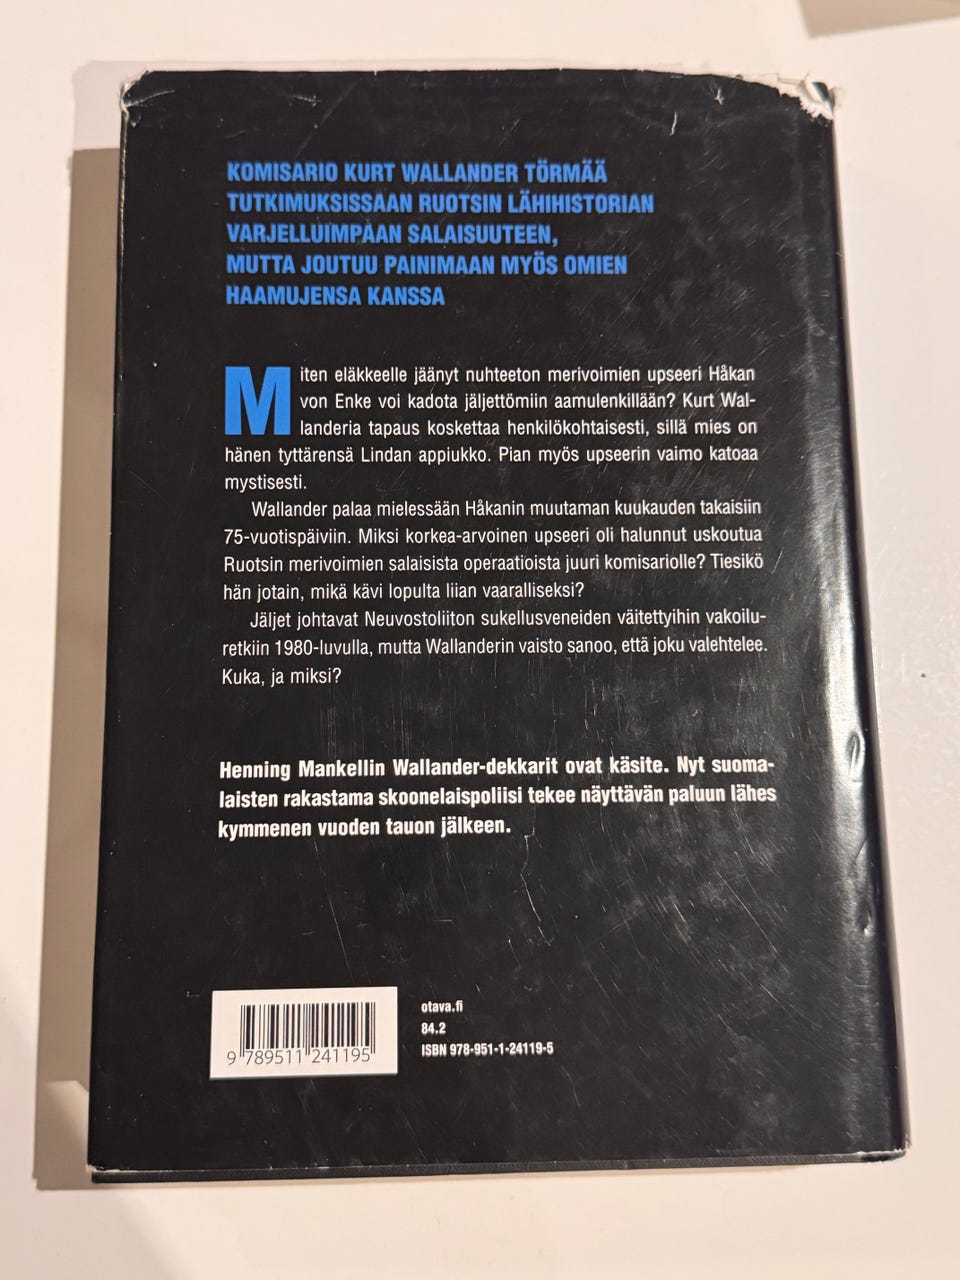 KOMISARIO KURT WALLANDER TÖRMÄÄ
TUTKIMUKSISSAAN RUOTSIN LÄHIHISTORIAN
VARJELLUIMPAAN SALAISUUTEEN,
MUTTA JOUTUU PAINIMAAN MYÖS OMIEN
HAAMUJENSA KANSSA
Miten eläkkeelle jäänyt nuhteeton merivoimien upseeri Håkan
von Enke voi kadota jäljettömiin aamulenkillään? Kurt Wal-
landeria tapaus koskettaa henkilökohtaisesti, sillä mies on
hänen tyttärensä Lindan appiukko. Pian myös upseerin vaimo katoaa
mystisesti.
Wallander palaa mielessään Håkanin muutaman kuukauden takaisiin
75-vuotispäiviin. Miksi korkea-arvoinen upseeri oli halunnut uskoutua
Ruotsin merivoimien salaisista operaatioista juuri komisariolle? Tiesikö
hän jotain, mikä kävi lopulta liian vaaralliseksi?
Jäljet johtavat Neuvostoliiton sukellusveneiden väitettyihin vakoilu-
retkiin 1980-luvulla, mutta Wallanderin vaisto sanoo, että joku valehtelee.
Kuka, ja miksi?
Henning Mankellin Wallander-dekkarit ovat käsite. Nyt suoma-
laisten rakastama skoonelaispoliisi tekee näyttävän paluun lähes
kymmenen vuoden tauon jälkeen.
otava.fi
84.2
ISBN 978-951-1-24119-5
9 789511 241195